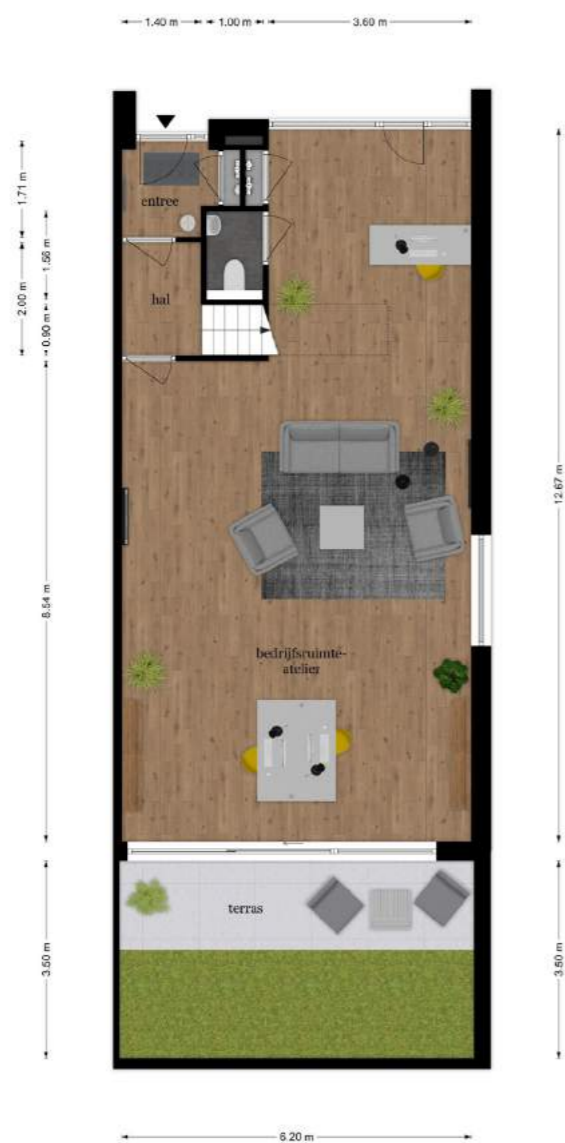 1.40 m
1.00 m
3.60 m
1.71 m
entree
1.56 m
2.00 m
hal
0.90 m
12.67 m
8.54 m
bedrijfsruimte-
atelier
terras
3.50 m
3.50 m
6.20 m